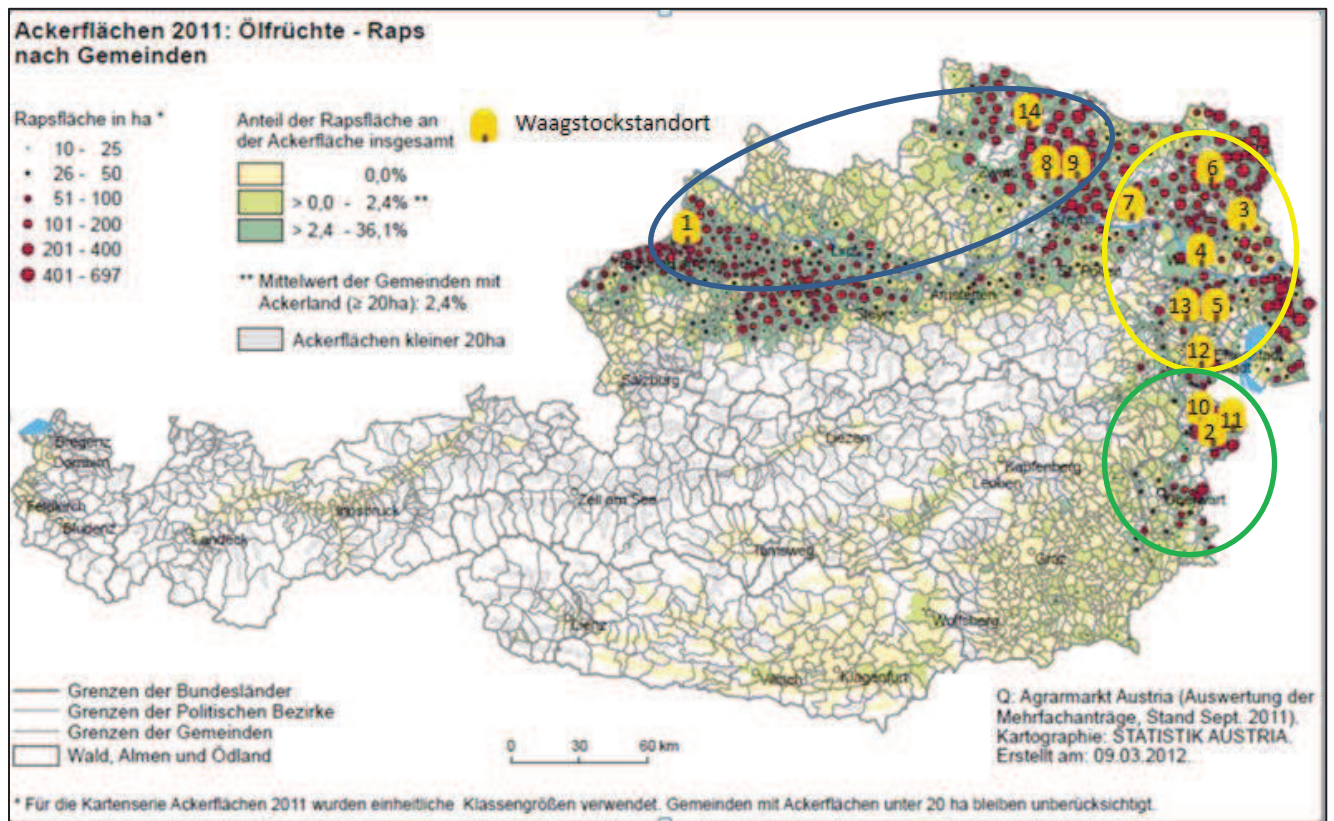 Ackerflächen 2011: Ölfrüchte - Raps
nach Gemeinden
Rapsfläche in ha *
10 - 25
26 - 50
51 - 100
101 - 200
201 - 400
401 - 697
Anteil der Rapsfläche an
der Ackerfläche insgesamt
0,0%
> 0,0 - 2,4% **
> 2,4 - 36,1%
** Mittelwert der Gemeinden mit
Ackerland (≥ 20ha): 2,4%
Ackerflächen kleiner 20ha
Waagstockstandort
14
8
9
6
7
3
1
4
13
5
12
10
11
2
Linz
Amstetten
Steyr
Salzburg
Bregenz
Dornbirn
Feldkirch
Bludenz
Landeck
Innsbruck
Zell am See
Liezen
Kapfenberg
Leoben
Oberwart
Tamsweg
Graz
Lienz
Wolfsberg
Villach
Klagenfurt
Grenzen der Bundesländer
Grenzen der Politischen Bezirke
Grenzen der Gemeinden
Wald, Almen und Ödland
0 30 60 km
Q: Agrarmarkt Austria (Auswertung der
Mehrfachanträge, Stand Sept. 2011).
Kartographie: STATISTIK AUSTRIA.
Erstellt am: 09.03.2012.
* Für die Kartenserie Ackerflächen 2011 wurden einheitliche Klassengrößen verwendet. Gemeinden mit Ackerflächen unter 20 ha bleiben unberücksichtigt.